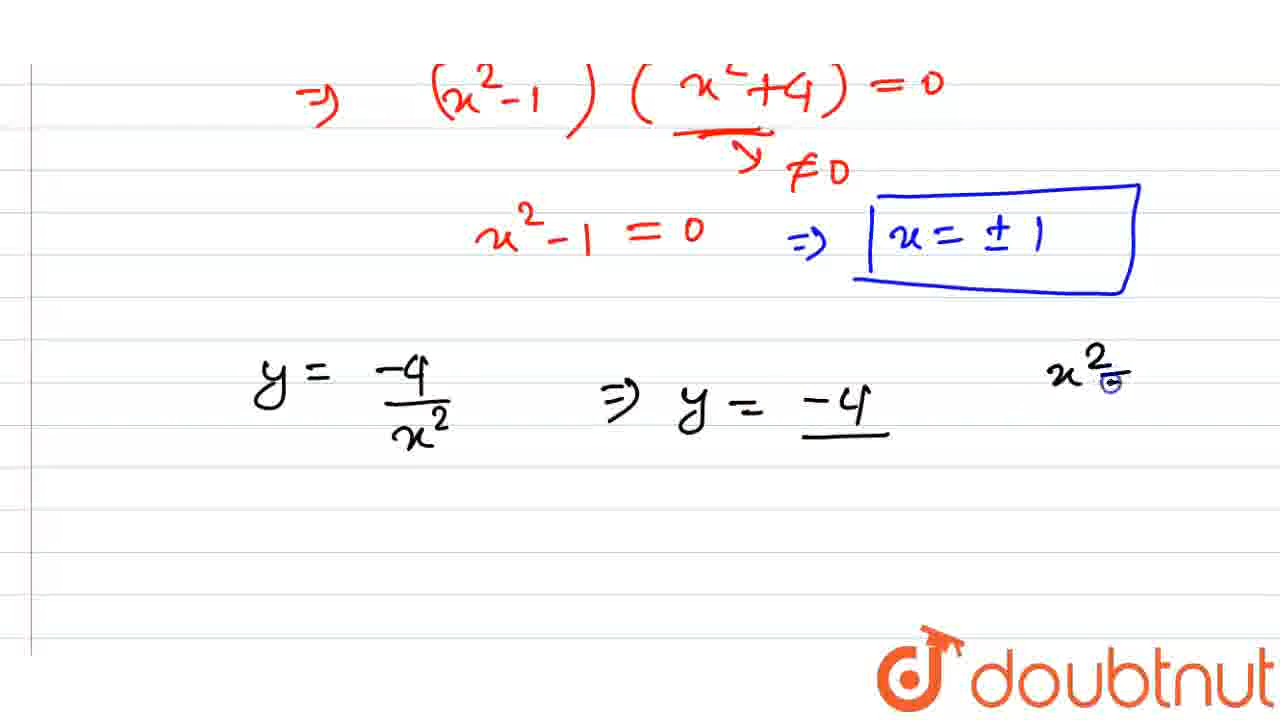 ⇒ (x²-1) (x²+4) = 0
≠0
x²-1 = 0 ⇒ x = ± 1
y = -4/x² ⇒ y = -4 x²=
doubtnut